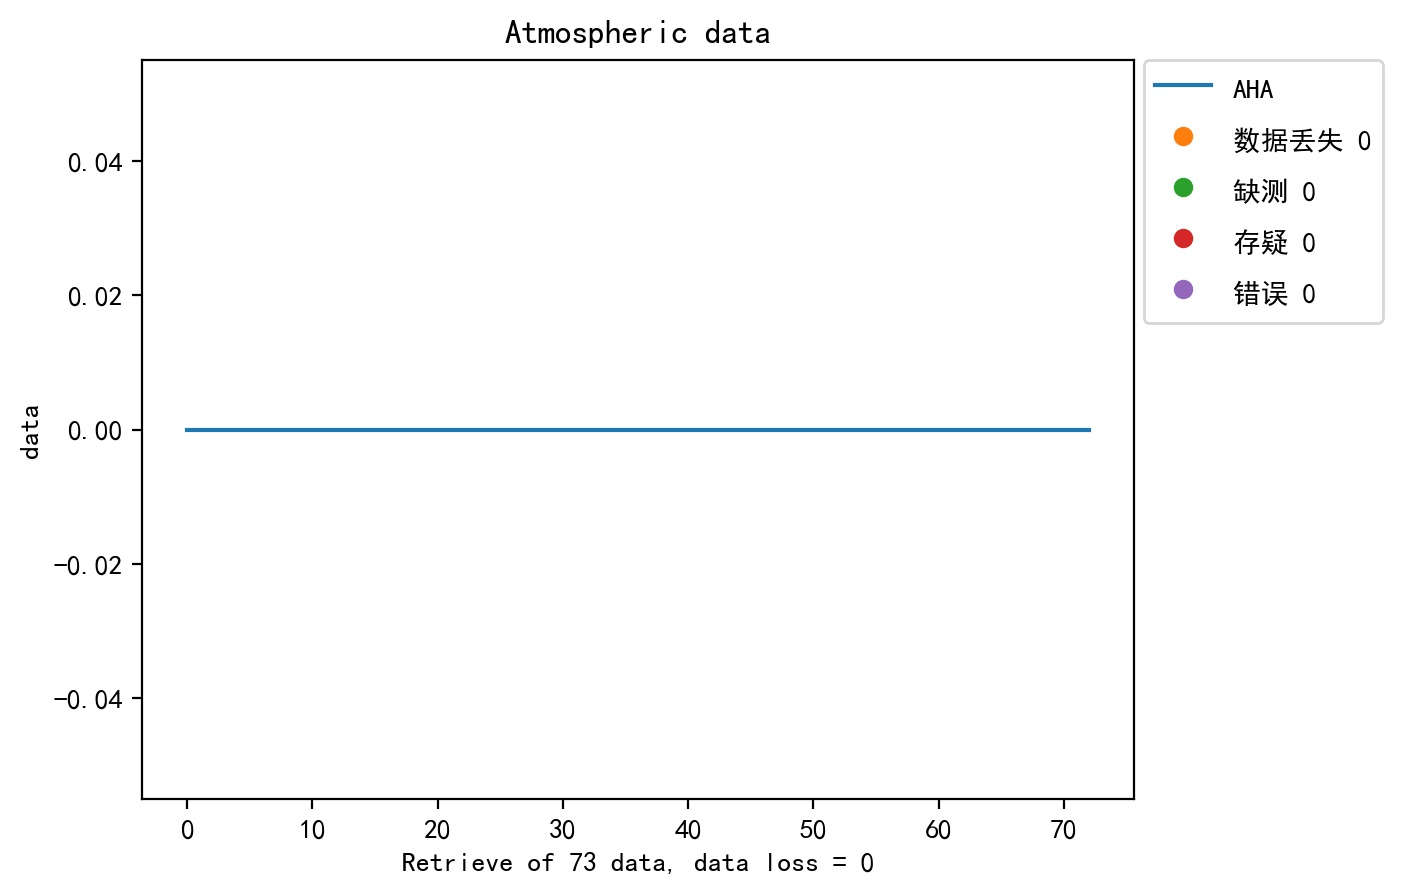 Atmospheric data
AHA
数据丢失 0
缺测 0
存疑 0
错误 0
data
0.04
0.02
0.00
-0.02
-0.04
0 10 20 30 40 50 60 70
Retrieve of 73 data, data loss = 0